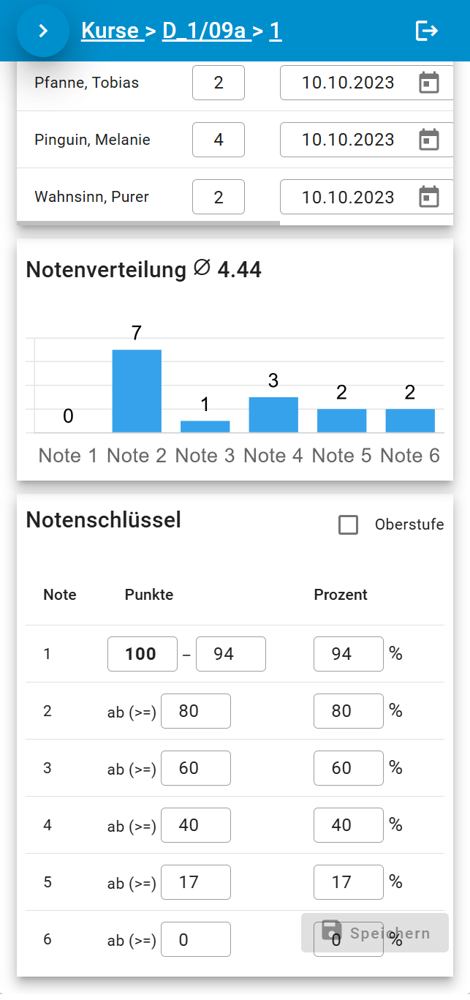 Kurse > D_1/09a > 1
Pfanne, Tobias 2 10.10.2023
Pinguin, Melanie 4 10.10.2023
Wahnsinn, Purer 2 10.10.2023
Notenverteilung ∅ 4.44
0 7 1 3 2 2
Note 1 Note 2 Note 3 Note 4 Note 5 Note 6
Notenschlüssel Oberstufe
Note Punkte Prozent
1 100 – 94 94 %
2 ab (>=) 80 80 %
3 ab (>=) 60 60 %
4 ab (>=) 40 40 %
5 ab (>=) 17 17 %
6 ab (>=) 0 0 %
Speichern